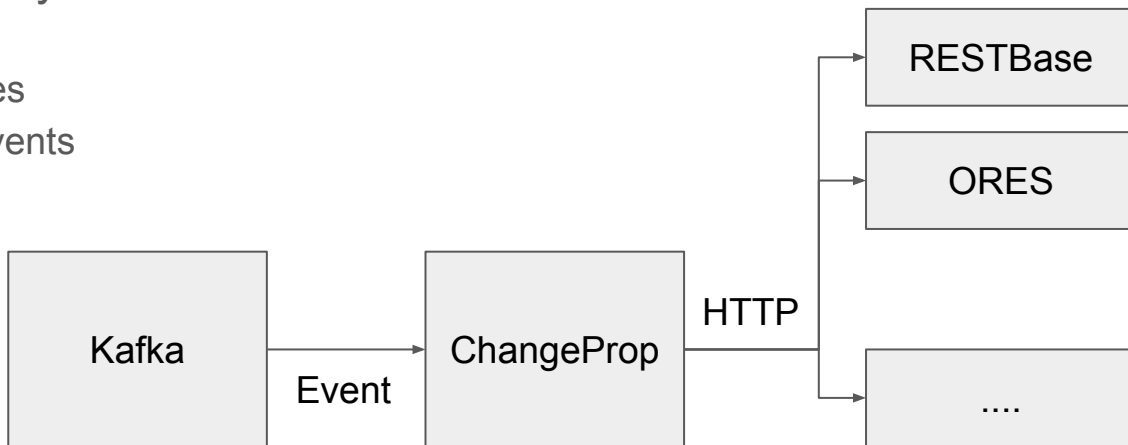 RESTBase
es
vents
ORES
HTTP
Kafka
ChangeProp
Event
....